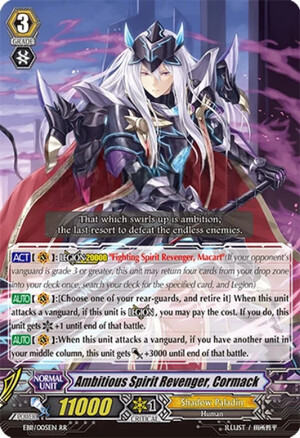 GRADE
3
That which swirls up is ambition,
the last resort to defeat the endless enemies.
ACT [V]: LEGION 20000 "Fighting Spirit Revenger, Macart" (If your opponent's
vanguard is grade 3 or greater, this unit may return four cards from your drop zone
into your deck once, search your deck for the specified card, and Legion)
AUTO [V]:[Choose one of your rear-guards, and retire it] When this unit
attacks a vanguard, if this unit is LEGION, you may pay the cost. If you do, this
unit gets +1 until end of that battle.
AUTO [V]:When this unit attacks a vanguard, if you have another unit in
your middle column, this unit gets +3000 until end of that battle.
NORMAL
UNIT
Ambitious Spirit Revenger, Cormack
POWER
11000
1
CRITICAL
Shadow Paladin
Human
EB11/005EN RR
ILLUST /